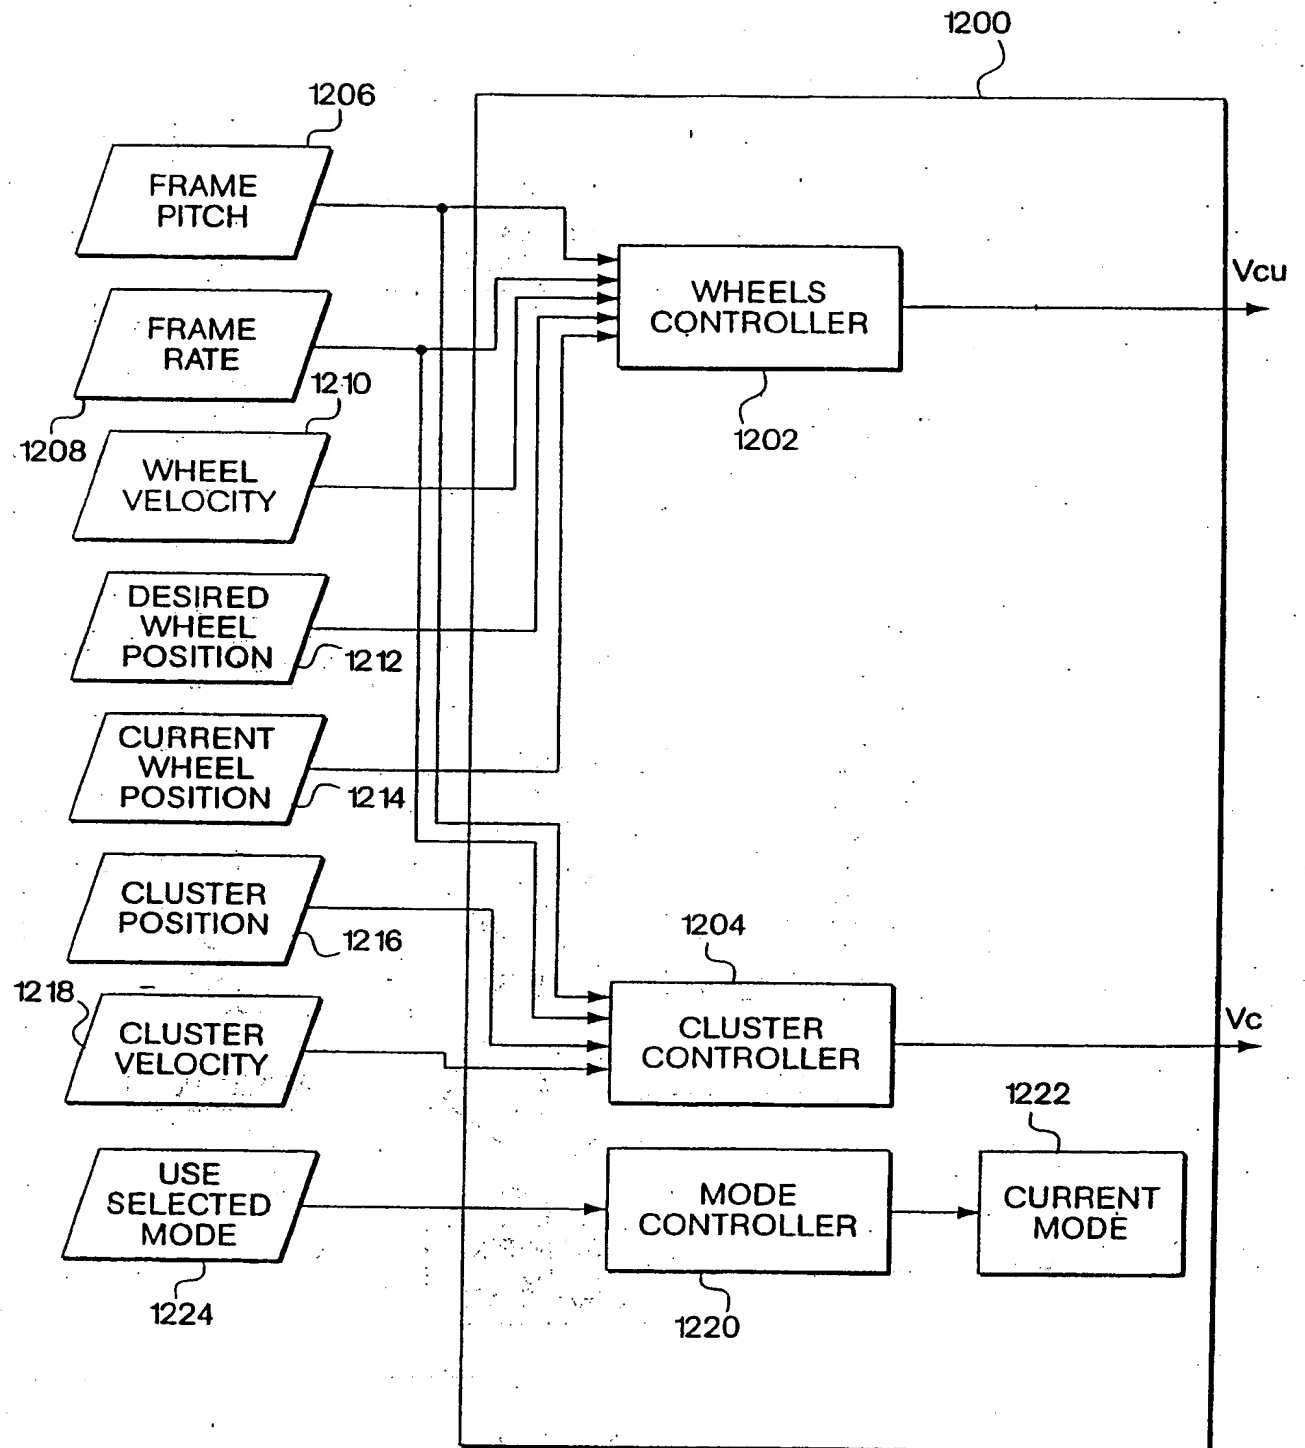 1200
1206
FRAME
PITCH
Vcu
WHEELS
CONTROLLER
FRAME
RATE
1210
1202
1208
WHEEL
VELOCITY
DESIRED
WHEEL
POSITION
1212
CURRENT
WHEEL
POSITION
1214
CLUSTER
POSITION
1216
1204
1218
CLUSTER
VELOCITY
CLUSTER
CONTROLLER
Vc
1222
USE
SELECTED
MODE
MODE
CONTROLLER
CURRENT
MODE
1224
1220